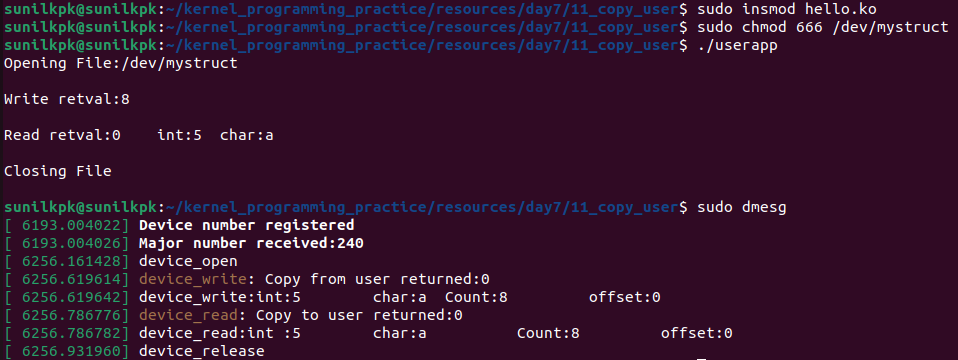 sunilkpk@sunilkpk:~/kernel_programming_practice/resources/day7/11_copy_user$ sudo insmod hello.ko
sunilkpk@sunilkpk:~/kernel_programming_practice/resources/day7/11_copy_user$ sudo chmod 666 /dev/mystruct
sunilkpk@sunilkpk:~/kernel_programming_practice/resources/day7/11_copy_user$ ./userapp
Opening File:/dev/mystruct
Write retval:8
Read retval:0    int:5  char:a
Closing File
sunilkpk@sunilkpk:~/kernel_programming_practice/resources/day7/11_copy_user$ sudo dmesg
[ 6193.004022] Device number registered
[ 6193.004026] Major number received:240
[ 6256.161428] device_open
[ 6256.619614] device_write: Copy from user returned:0
[ 6256.619642] device_write:int:5        char:a  Count:8         offset:0
[ 6256.786776] device_read: Copy to user returned:0
[ 6256.786782] device_read:int :5        char:a          Count:8         offset:0
[ 6256.931960] device_release